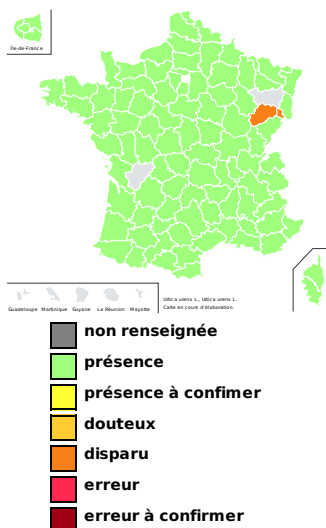 Île-de-France
Guadeloupe Martinique Guyane La Réunion Mayotte
Urtica urens L., Urtica urens L.
Carte en cours d'élaboration.
non renseignée
présence
présence à confimer
douteux
disparu
erreur
erreur à confirmer